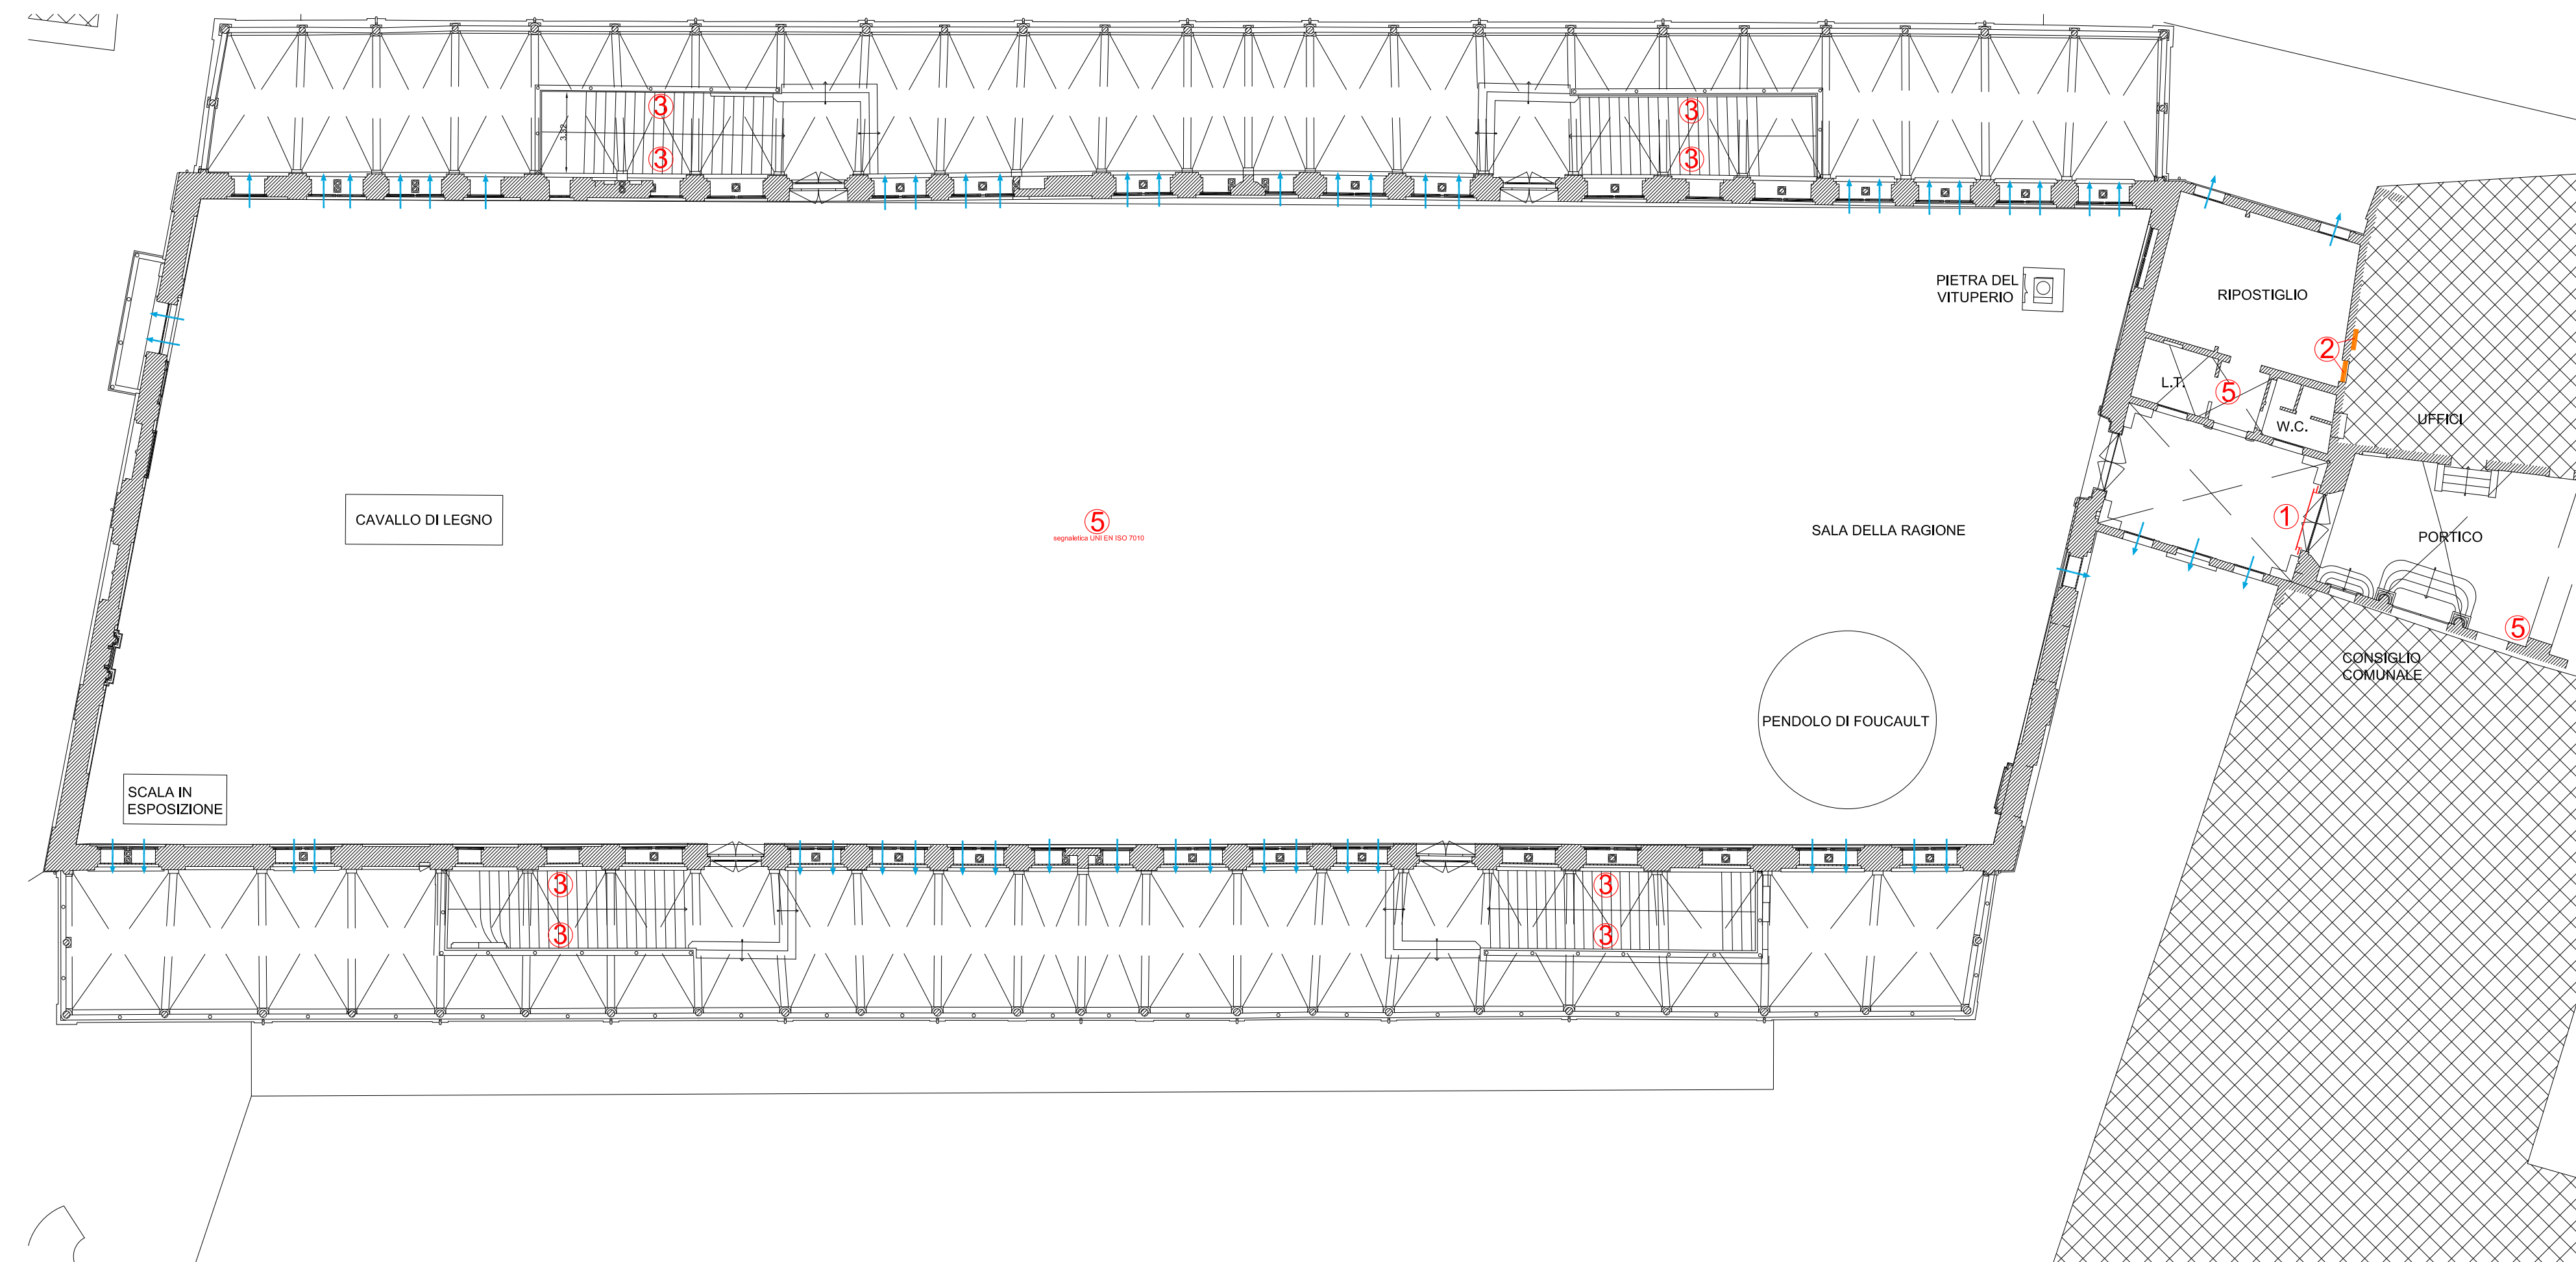 3
3
3.32
3
3
PIETRA DEL
VITUPERIO
RIPOSTIGLIO
2
L.T.
5
W.C.
UFFICI
CAVALLO DI LEGNO
5
segnaletica UNI EN ISO 7010
SALA DELLA RAGIONE
1
PORTICO
5
CONSIGLIO
COMUNALE
PENDOLO DI FOUCAULT
SCALA IN
ESPOSIZIONE
3
3
3
3